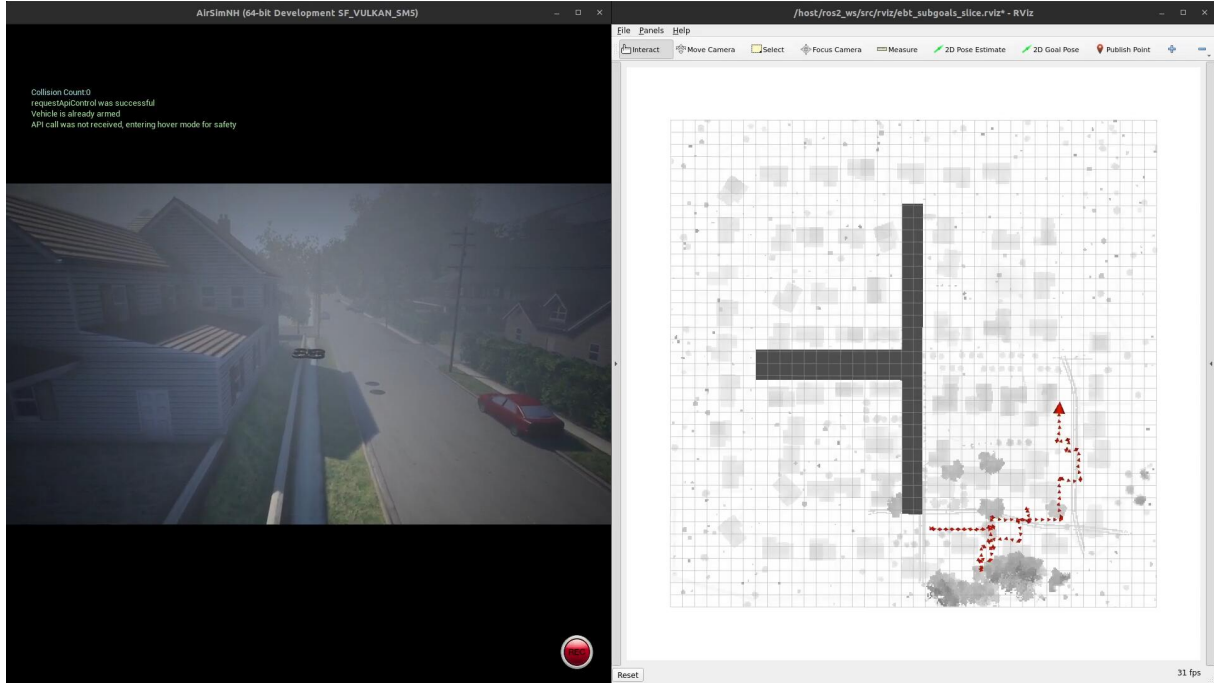 AirSimNH (64-bit Development SF_VULKAN_SM5)
Collision Count:0
requestApiControl was successful
Vehicle is already armed
API call was not received, entering hover mode for safety
REC
/host/ros2_ws/src/rviz/ebt_subgoals_slice.rviz* - RViz
File Panels Help
Interact Move Camera Select Focus Camera Measure 2D Pose Estimate 2D Goal Pose Publish Point
Reset 31 fps